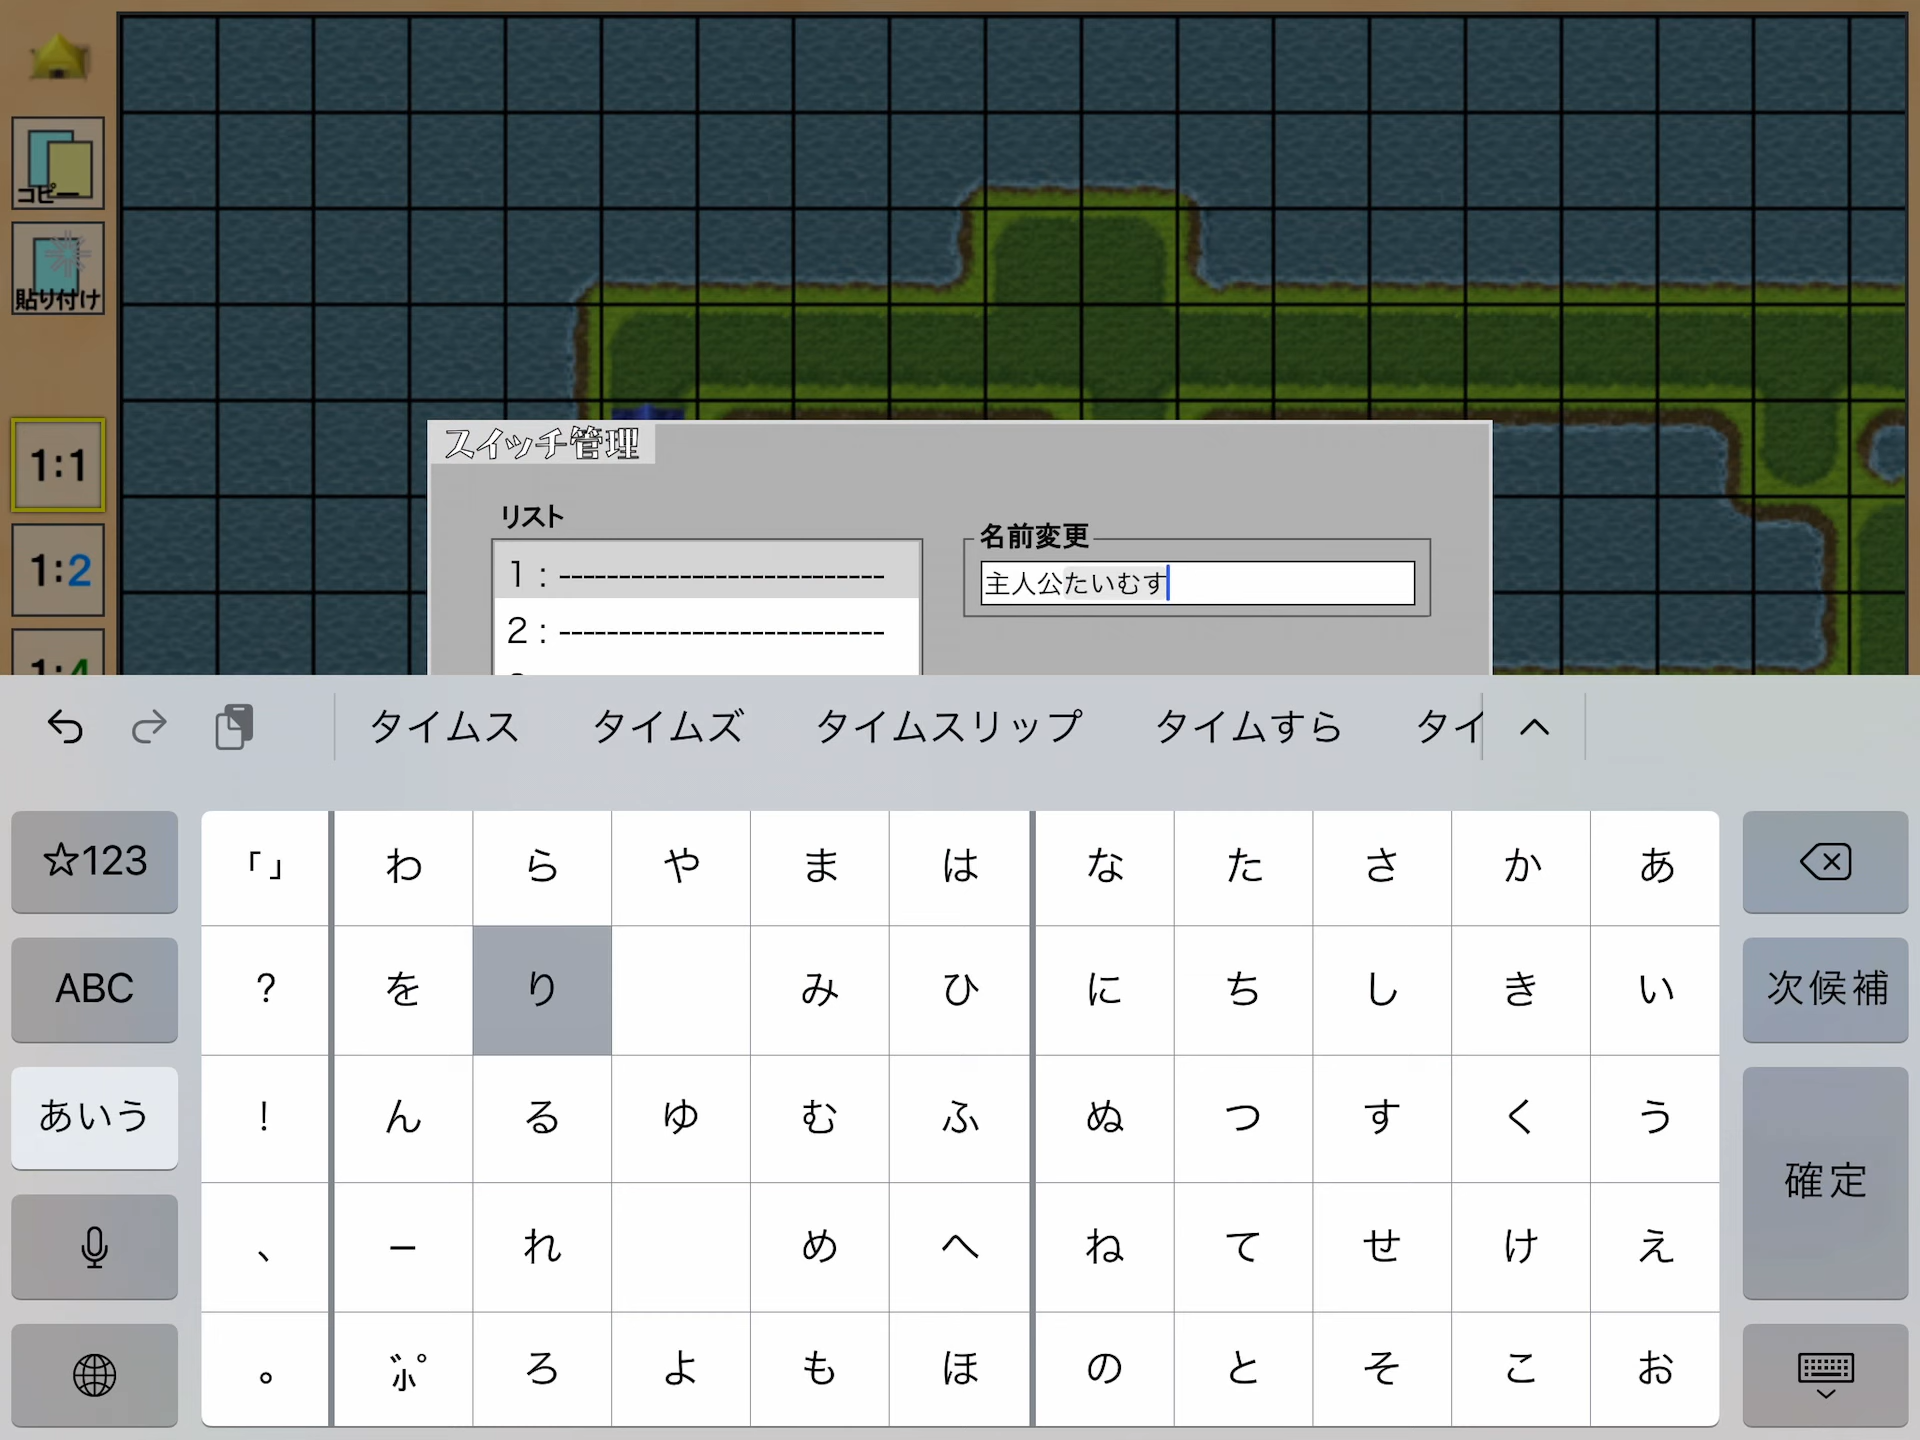 コピー
貼り付け
1:1
1:2
1:4
スイッチ管理
リスト
1 : ---------------------------
2 : ---------------------------
名前変更
主人公たいむす
タイムス タイムズ タイムスリップ タイムすら タイ
☆123 「」 わ ら や ま は な た さ か あ
ABC ? を り み ひ に ち し き い 次候補
あいう ! ん る ゆ む ふ ぬ つ す く う 確定
、 ー れ め へ ね て せ け え
。 ゛゜小 ろ よ も ほ の と そ こ お